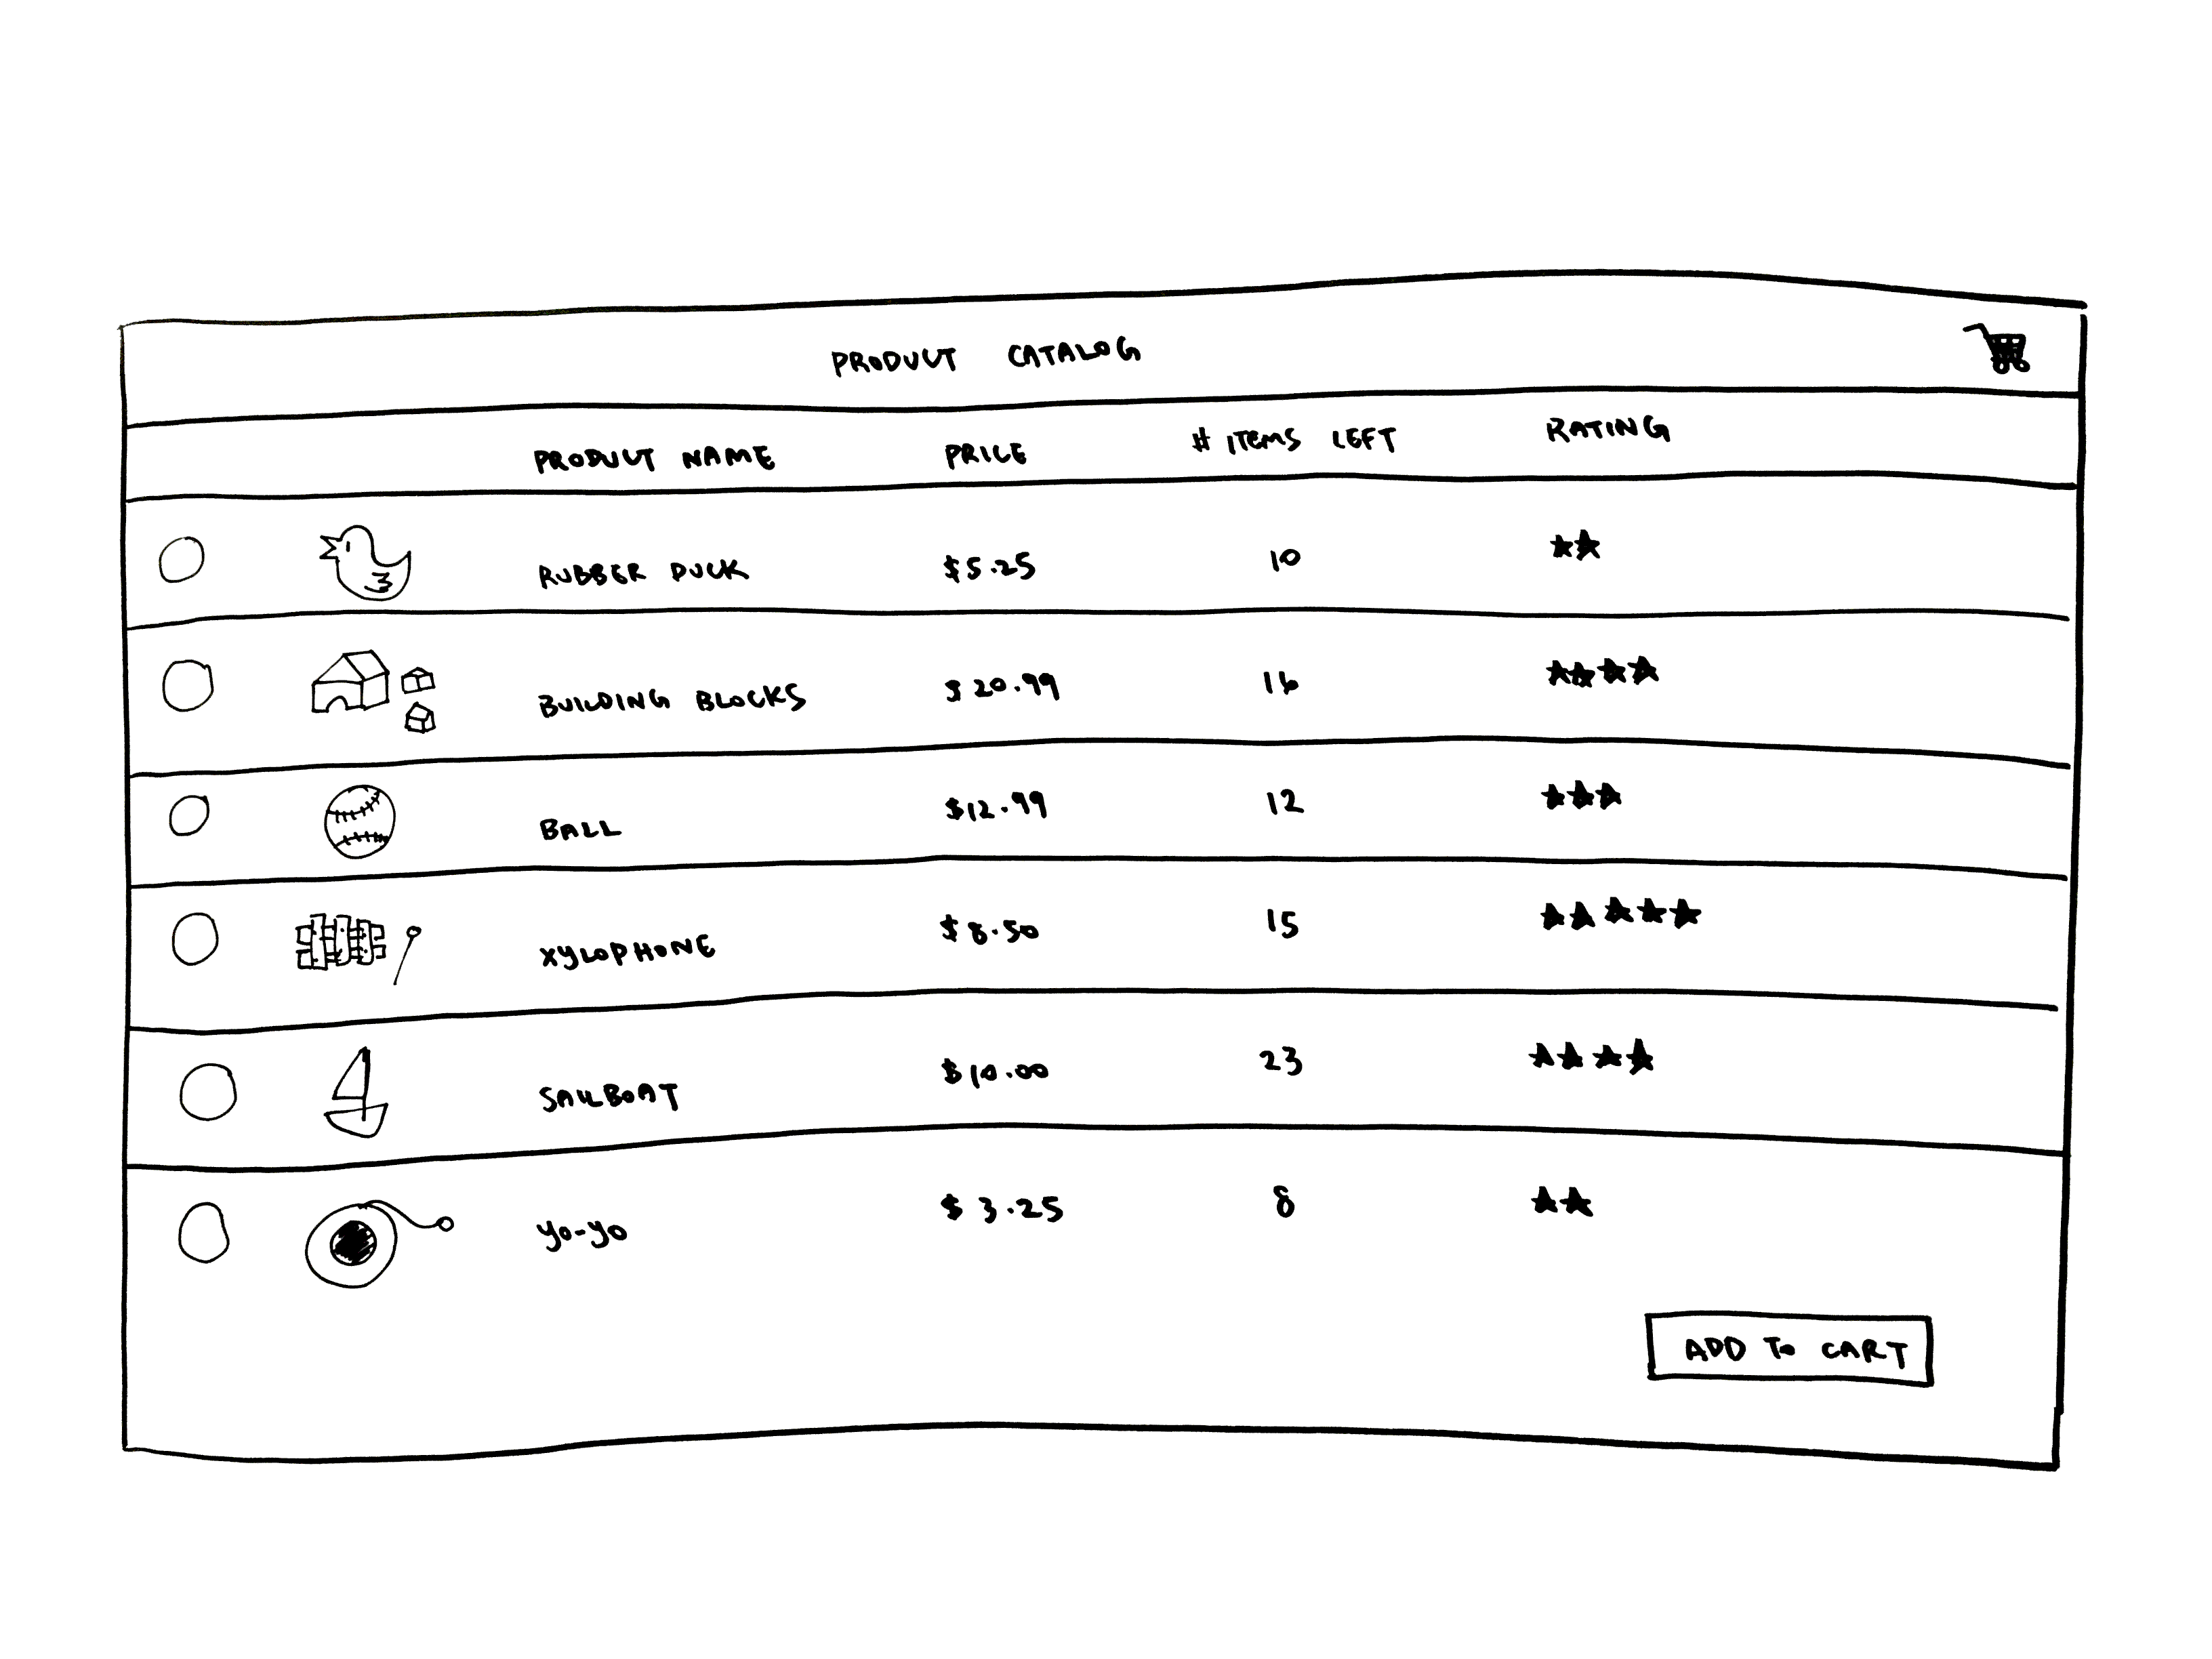 PRODUCT CATALOG
PRODUCT NAME PRICE # ITEMS LEFT RATING
RUBBER DUCK $5.25 10 ★★
BUILDING BLOCKS $20.99 16 ★★★★
BALL $12.99 12 ★★★
XYLOPHONE $8.50 15 ★★★★★
SAILBOAT $10.00 23 ★★★★
YO-YO $3.25 8 ★★
ADD TO CART